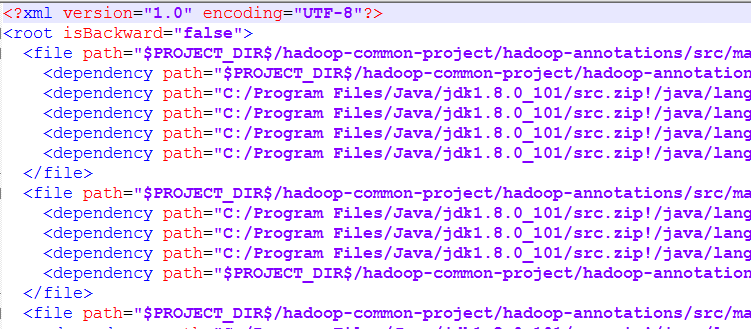 <?xml version="1.0" encoding="UTF-8"?>
<root isBackward="false">
<file path="$PROJECT_DIR$/hadoop-common-project/hadoop-annotations/src/ma
<dependency path="$PROJECT_DIR$/hadoop-common-project/hadoop-annotation
<dependency path="C:/Program Files/Java/jdk1.8.0_101/src.zip!/java/lang
<dependency path="C:/Program Files/Java/jdk1.8.0_101/src.zip!/java/lang
<dependency path="C:/Program Files/Java/jdk1.8.0_101/src.zip!/java/lang
<dependency path="C:/Program Files/Java/jdk1.8.0_101/src.zip!/java/lang
</file>
<file path="$PROJECT_DIR$/hadoop-common-project/hadoop-annotations/src/ma
<dependency path="C:/Program Files/Java/jdk1.8.0_101/src.zip!/java/lang
<dependency path="C:/Program Files/Java/jdk1.8.0_101/src.zip!/java/lang
<dependency path="C:/Program Files/Java/jdk1.8.0_101/src.zip!/java/lang
<dependency path="$PROJECT_DIR$/hadoop-common-project/hadoop-annotation
</file>
<file path="$PROJECT_DIR$/hadoop-common-project/hadoop-annotations/src/ma